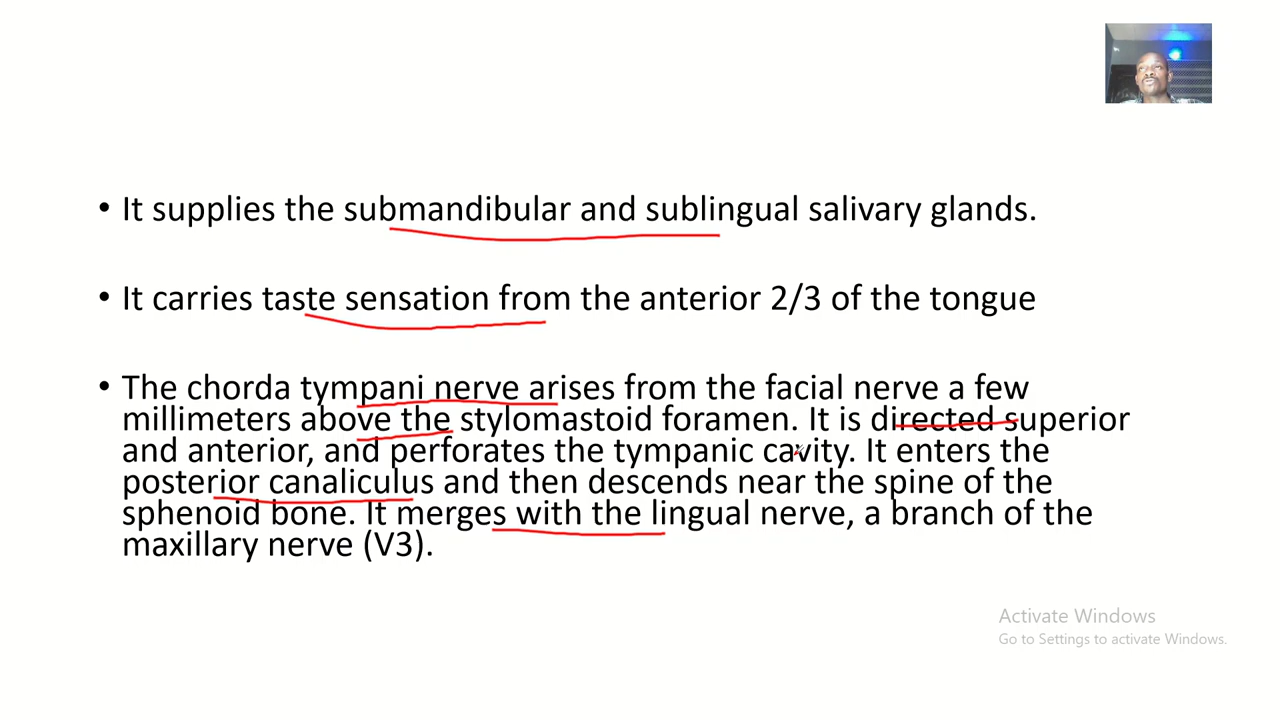 • It supplies the submandibular and sublingual salivary glands.
• It carries taste sensation from the anterior 2/3 of the tongue
• The chorda tympani nerve arises from the facial nerve a few
millimeters above the stylomastoid foramen. It is directed superior
and anterior, and perforates the tympanic cavity. It enters the
posterior canaliculus and then descends near the spine of the
sphenoid bone. It merges with the lingual nerve, a branch of the
maxillary nerve (V3).
Activate Windows
Go to Settings to activate Windows.